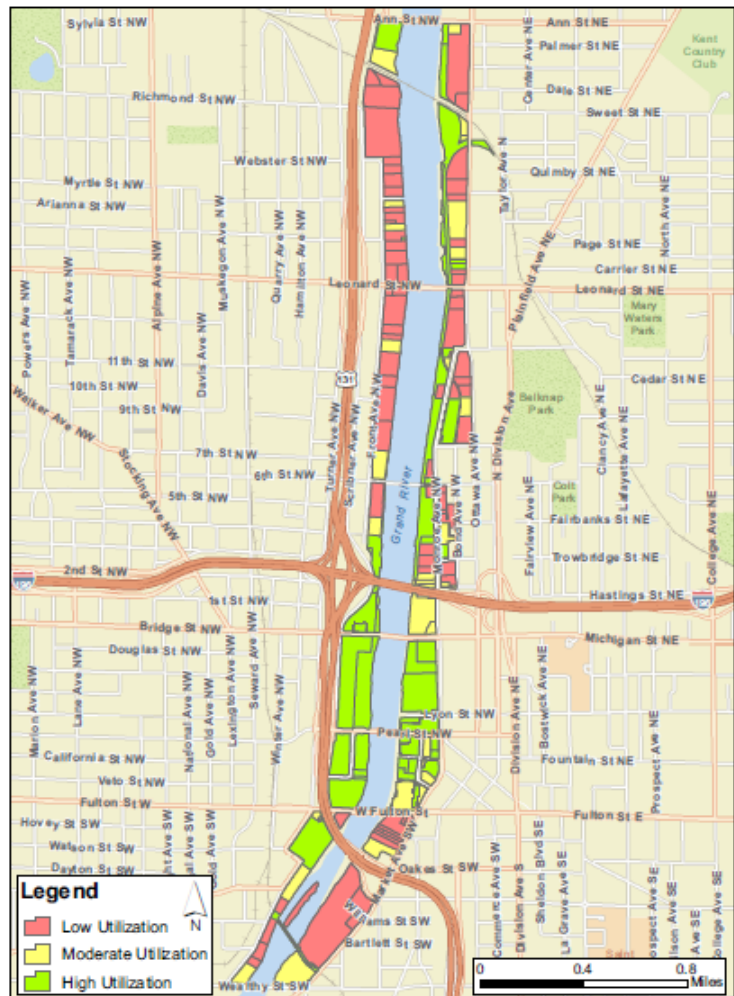 Ann St NW
Ann St NE
Sylvia St NW
Palmer St NE
Kent
Country
Club
Center Ave NE
Dale St NE
Richmond St NW
Sweet St NE
Webster St NW
Taylor Ave N
Quimby St NE
Myrtle St NW
Arianna St NW
Muskegon Ave NW
Quarry Ave NW
Hamilton Ave NW
North Ave NE
Page St NE
Carrier St NE
Alpine Ave NW
Leonard St NW
Leonard St NE
Plainfield Ave NE
Mary
Waters
Park
Powers Ave NW
Tamarack Ave NW
Davis Ave NW
11th St NW
10th St NW
9th St NW
131
Cedar St NE
Belknap
Park
Walker Ave NW
Front Ave NW
Turner Ave NW
Scribner Ave NW
N Division Ave
Clancy Ave NE
Lafayette Ave NE
7th St NW
6th St NW
Stocking Ave NW
Ottawa Ave NW
5th St NW
Grand River
Monroe Ave NW
Bond Ave NW
Colt
Park
Fairview Ave NE
Fairbanks St NE
Trowbridge St NE
College Ave NE
2nd St NW
Hastings St NE
1st St NW
Bridge St NW
Michigan St NE
Douglas St NW
Marion Ave NW
Lane Ave NW
National Ave NW
Gold Ave NW
Lexington Ave NW
Seward Ave NW
Winter Ave NW
Lyon St NW
Pearl St NW
Division Ave NE
Bostwick Ave NE
Fountain St NE
Prospect Ave NE
California St NW
Veto St NW
Fulton St W
W Fulton St
Fulton St E
Hovey St SW
Watson St SW
Dayton St SW
Market Ave SW
Oakes St SW
Commerce Ave SW
Division Ave S
Sheldon Blvd SE
La Grave Ave SE
Williams St SW
Bartlett St SW
Wealthy St SW
Saint
College Ave SE
Legend
N
Low Utilization
Moderate Utilization
High Utilization
0 0.4 0.8
Miles